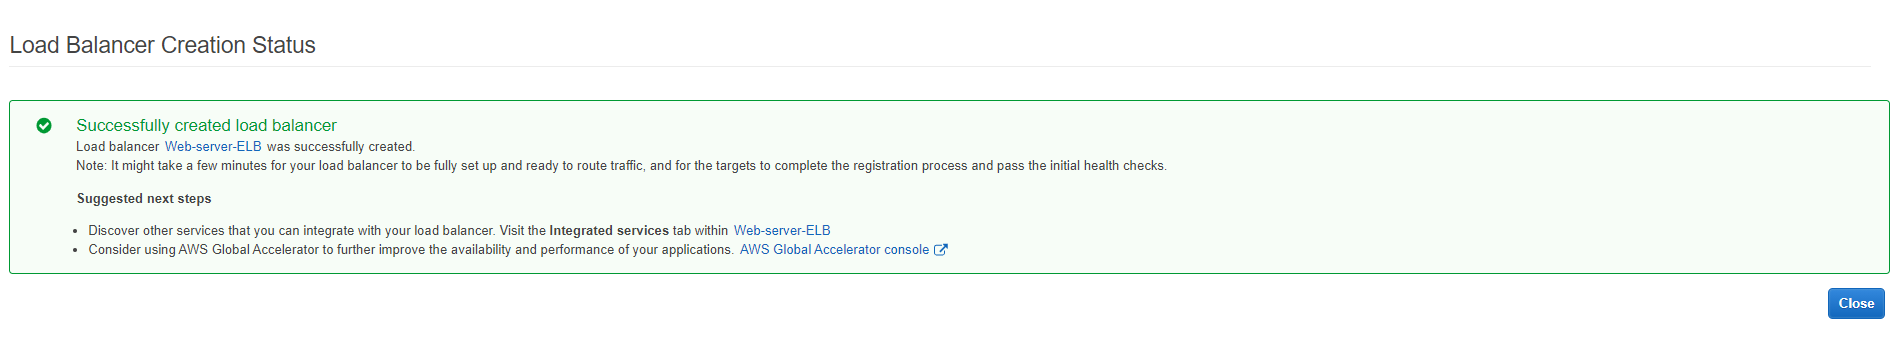 Load Balancer Creation Status
Successfully created load balancer
Load balancer Web-server-ELB was successfully created.
Note: It might take a few minutes for your load balancer to be fully set up and ready to route traffic, and for the targets to complete the registration process and pass the initial health checks.
Suggested next steps
• Discover other services that you can integrate with your load balancer. Visit the Integrated services tab within Web-server-ELB
• Consider using AWS Global Accelerator to further improve the availability and performance of your applications. AWS Global Accelerator console
Close